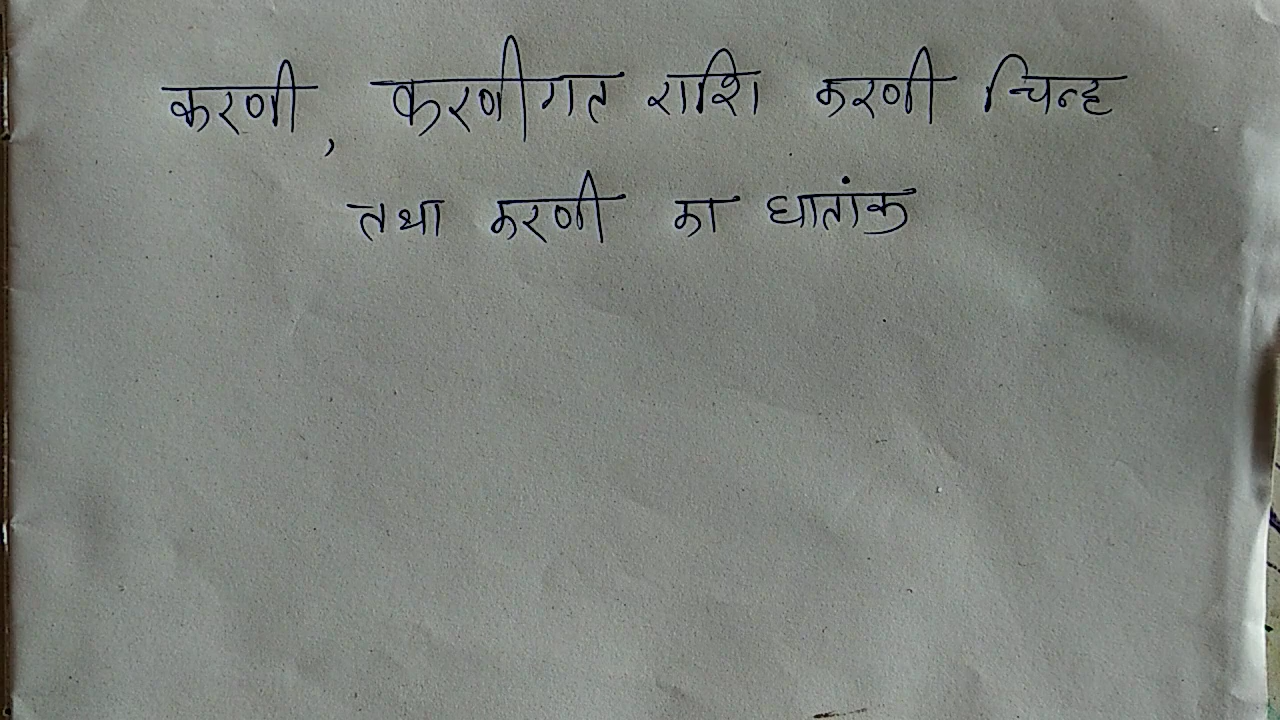 करणी, करणीगत राशि करणी चिन्ह
तथा करणी का घातांक